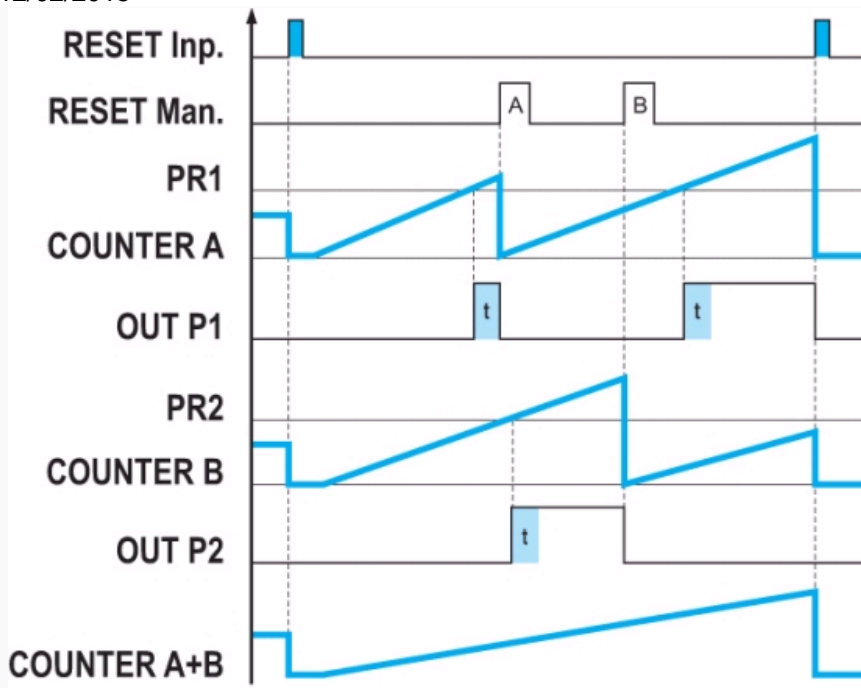 RESET Inp.
RESET Man.
A
B
PR1
COUNTER A
t
t
OUT P1
PR2
COUNTER B
t
OUT P2
COUNTER A+B